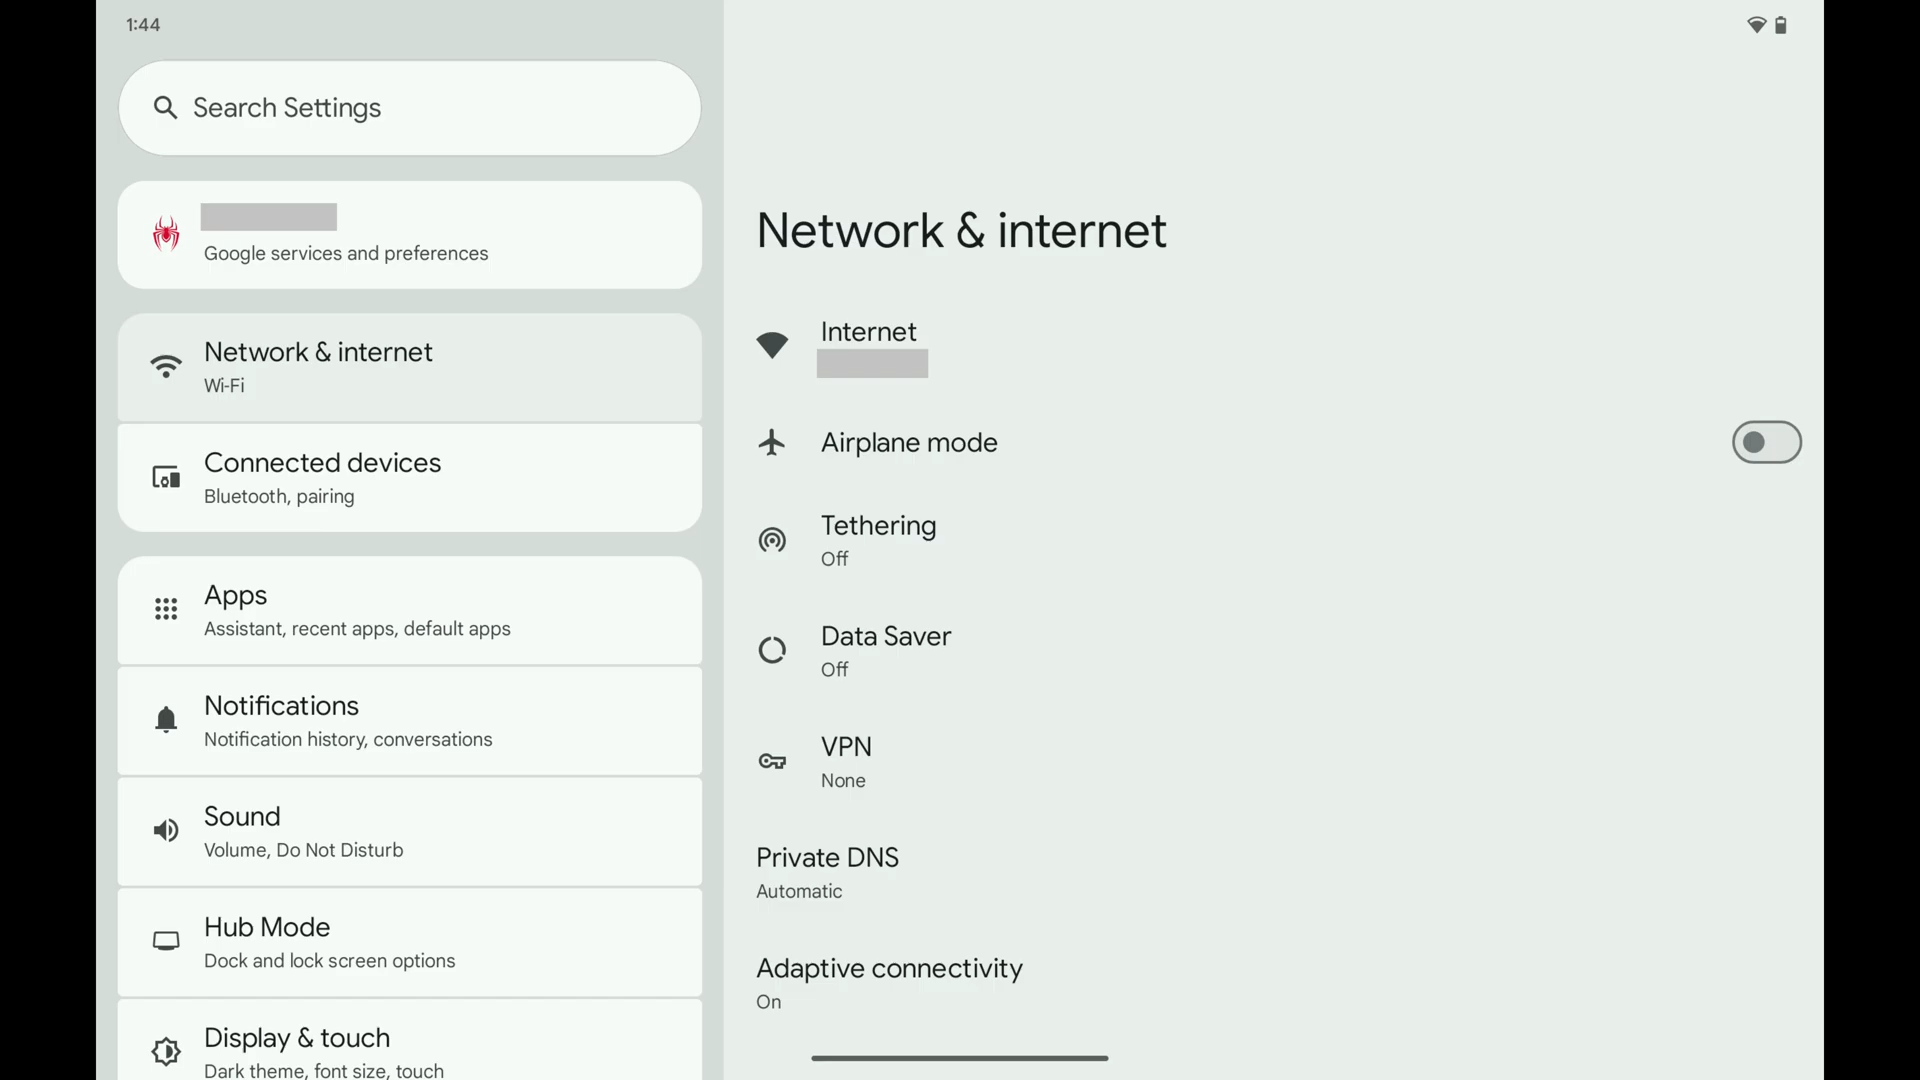 1:44
Search Settings
Google services and preferences
Network & internet
Wi-Fi
Connected devices
Bluetooth, pairing
Apps
Assistant, recent apps, default apps
Notifications
Notification history, conversations
Sound
Volume, Do Not Disturb
Hub Mode
Dock and lock screen options
Display & touch
Dark theme, font size, touch
Network & internet
Internet
Airplane mode
Tethering
Off
Data Saver
Off
VPN
None
Private DNS
Automatic
Adaptive connectivity
On